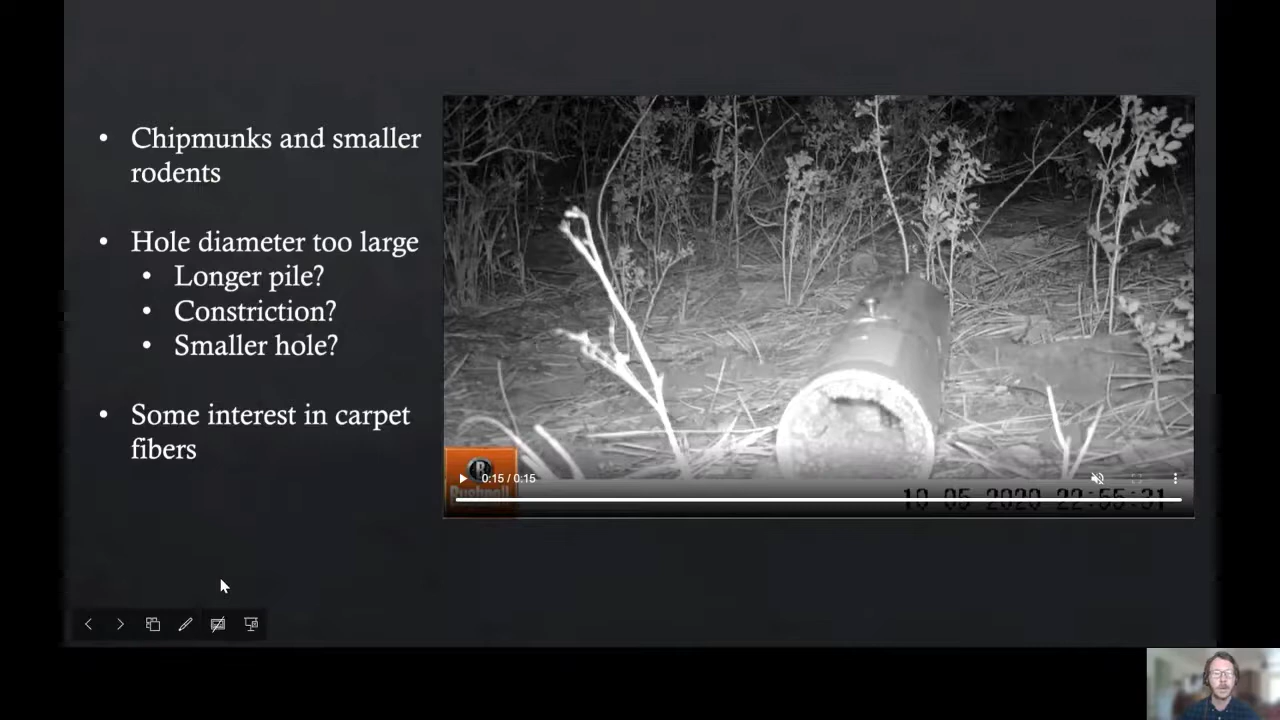 • Chipmunks and smaller
rodents
• Hole diameter too large
• Longer pile?
• Constriction?
• Smaller hole?
• Some interest in carpet
fibers
0:15 / 0:15
Bushnell
10-05-2020 22:55:31